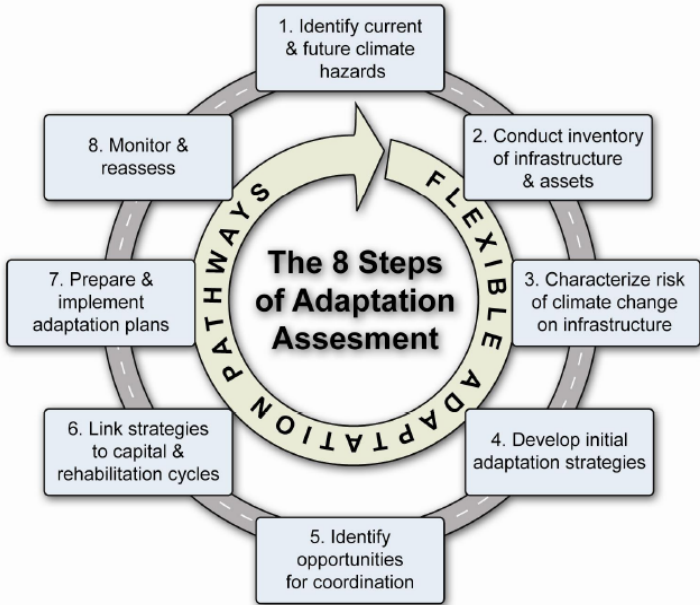 1. Identify current
& future climate
hazards
2. Conduct inventory
of infrastructure
& assets
3. Characterize risk
of climate change
on infrastructure
4. Develop initial
adaptation strategies
5. Identify
opportunities
for coordination
6. Link strategies
to capital &
rehabilitation cycles
7. Prepare &
implement
adaptation plans
8. Monitor &
reassess
FLEXIBLE ADAPTATION PATHWAYS
The 8 Steps
of Adaptation
Assesment